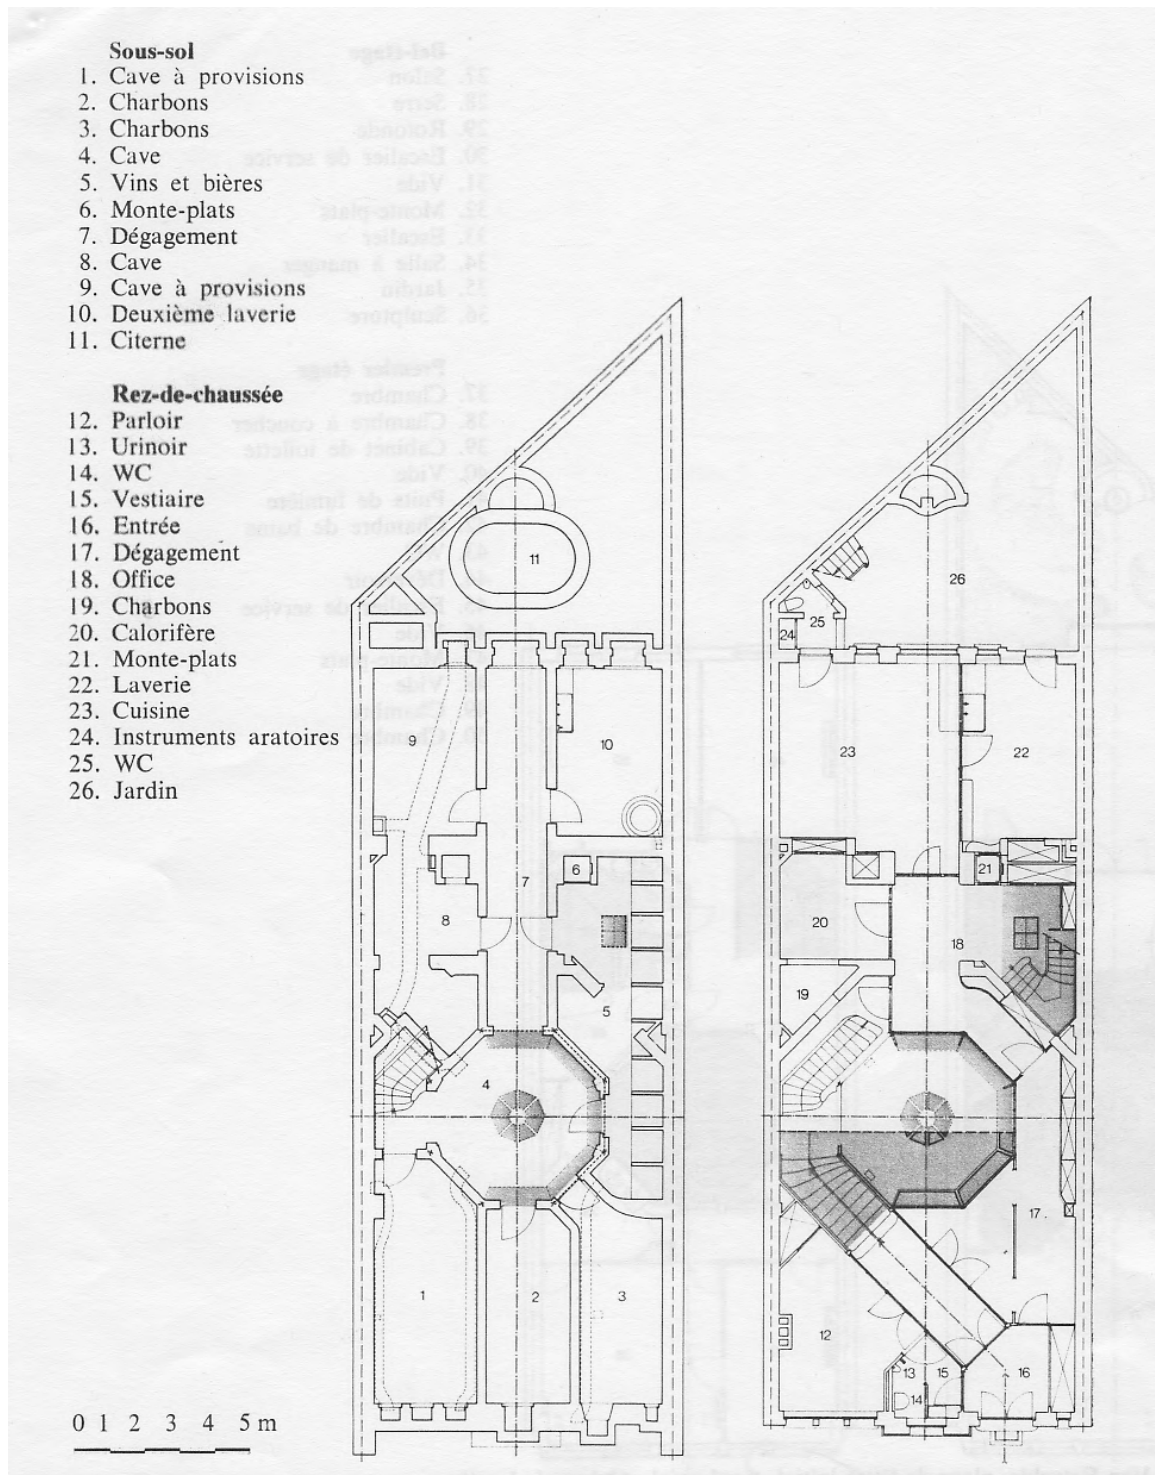 Sous-sol
1. Cave à provisions
2. Charbons
3. Charbons
4. Cave
5. Vins et bières
6. Monte-plats
7. Dégagement
8. Cave
9. Cave à provisions
10. Deuxième laverie
11. Citerne
Rez-de-chaussée
12. Parloir
13. Urinoir
14. WC
15. Vestiaire
16. Entrée
17. Dégagement
18. Office
19. Charbons
20. Calorifère
21. Monte-plats
22. Laverie
23. Cuisine
24. Instruments aratoires
25. WC
26. Jardin
11
9
10
6
7
8
5
4
1
2
3
26
25
24
23
22
21
20
18
19
17.
12
13
15
16
14
0 1 2 3 4 5 m